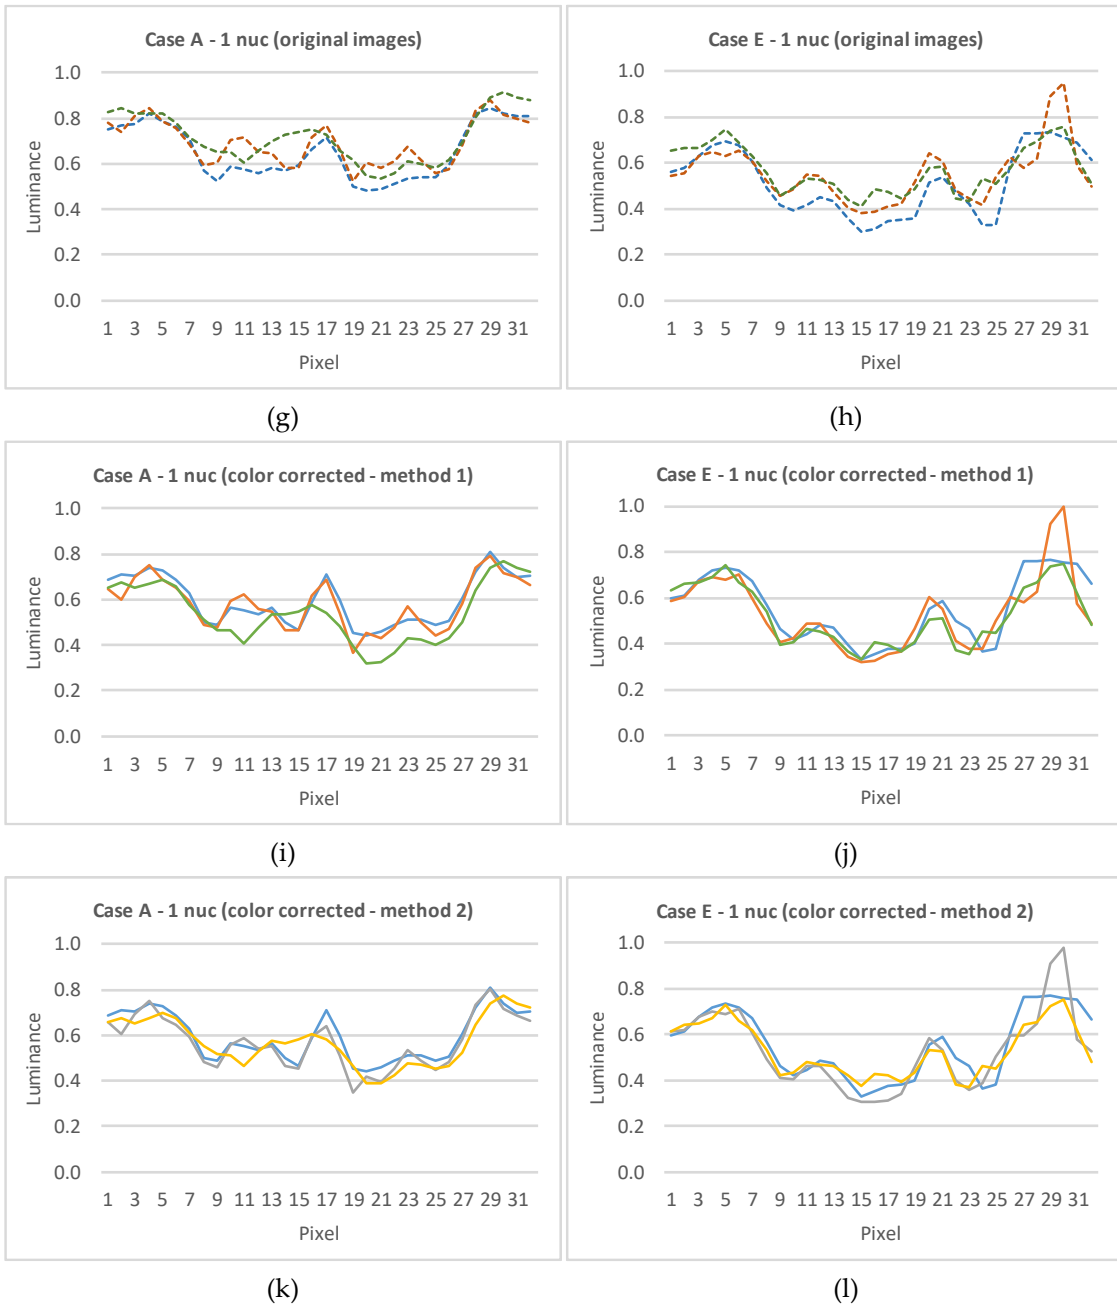 Case A - 1 nuc (original images)
1.0
0.8
0.6
0.4
0.2
0.0
Luminance
1 3 5 7 9 11 13 15 17 19 21 23 25 27 29 31
Pixel
(g)
Case E - 1 nuc (original images)
1.0
0.8
0.6
0.4
0.2
0.0
Luminance
1 3 5 7 9 11 13 15 17 19 21 23 25 27 29 31
Pixel
(h)
Case A - 1 nuc (color corrected - method 1)
1.0
0.8
0.6
0.4
0.2
0.0
Luminance
1 3 5 7 9 11 13 15 17 19 21 23 25 27 29 31
Pixel
(i)
Case E - 1 nuc (color corrected - method 1)
1.0
0.8
0.6
0.4
0.2
0.0
Luminance
1 3 5 7 9 11 13 15 17 19 21 23 25 27 29 31
Pixel
(j)
Case A - 1 nuc (color corrected - method 2)
1.0
0.8
0.6
0.4
0.2
0.0
Luminance
1 3 5 7 9 11 13 15 17 19 21 23 25 27 29 31
Pixel
(k)
Case E - 1 nuc (color corrected - method 2)
1.0
0.8
0.6
0.4
0.2
0.0
Luminance
1 3 5 7 9 11 13 15 17 19 21 23 25 27 29 31
Pixel
(l)